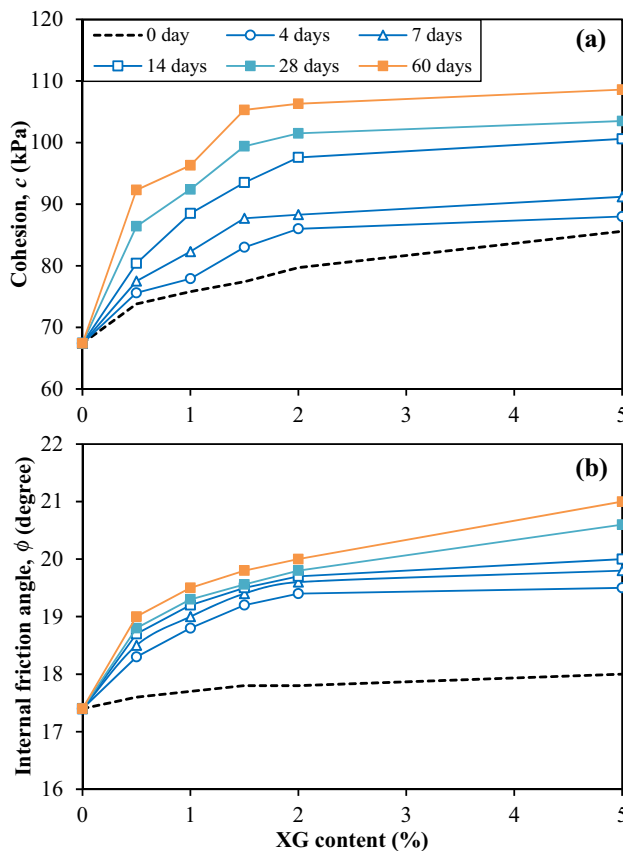 (a)
0 day 4 days 7 days
14 days 28 days 60 days
120
110
100
90
80
70
60
Cohesion, c (kPa)
0 1 2 3 4 5
(b)
22
21
20
19
18
17
16
Internal friction angle, ϕ ((degree)
0 1 2 3 4 5
XG content (%)